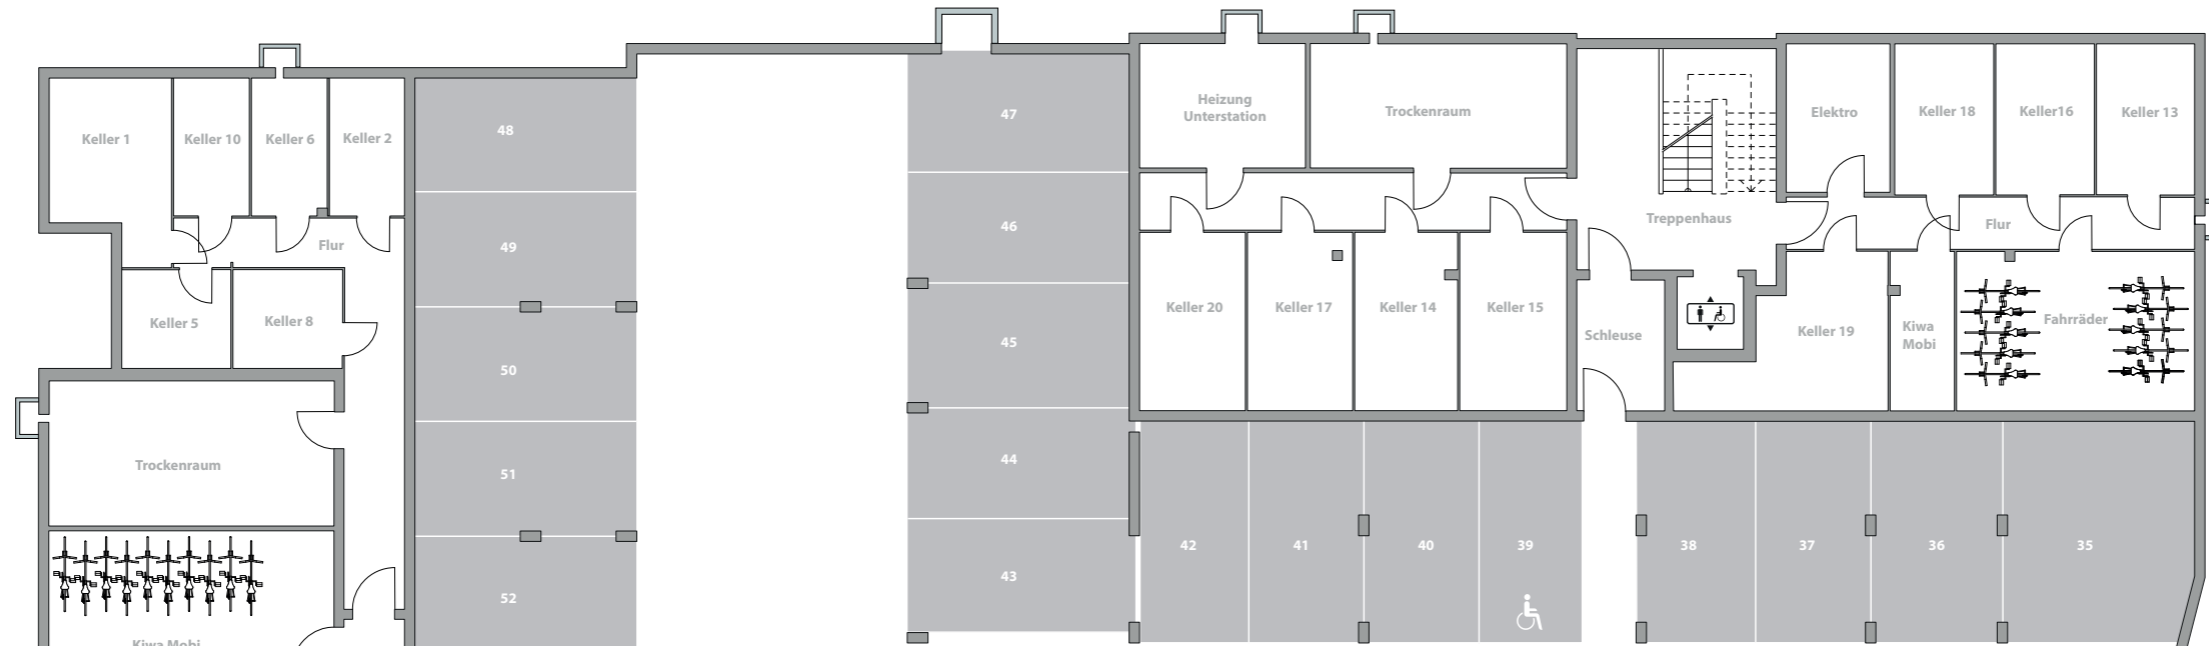 Keller 1
Keller 10
Keller 6
Keller 2
Flur
Keller 5
Keller 8
Trockenraum
Kiwa Mobi
48
49
50
51
52
47
46
45
44
43
Heizung
Unterstation
Trockenraum
Keller 20
Keller 17
Keller 14
Keller 15
Treppenhaus
Schleuse
Elektro
Keller 18
Keller16
Keller 13
Flur
Keller 19
Kiwa
Mobi
Fahrräder
42
41
40
39
38
37
36
35